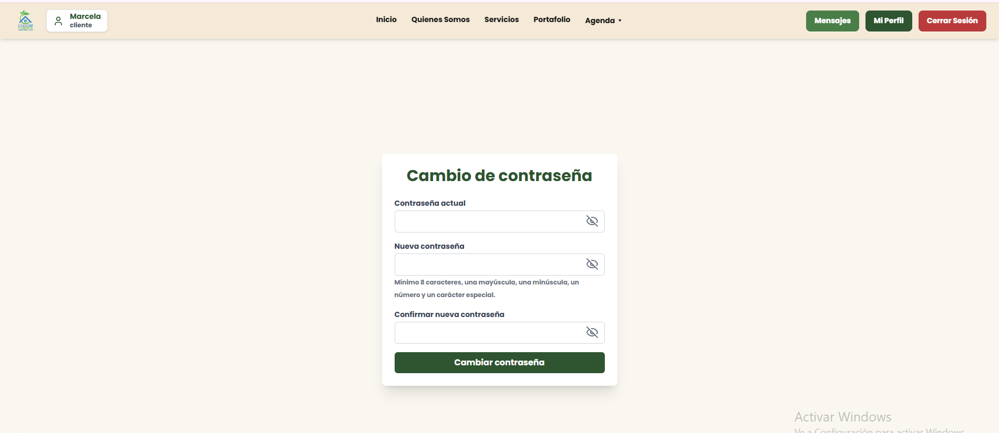 CLEAN
GARDEN
Marcela
cliente
Inicio
Quienes Somos
Servicios
Portafolio
Agenda
Mensajes
Mi Perfil
Cerrar Sesión
Cambio de contraseña
Contraseña actual
Nueva contraseña
Mínimo 8 caracteres, una mayúscula, una minúscula, un
número y un carácter especial.
Confirmar nueva contraseña
Cambiar contraseña
Activar Windows
Ve a Configuración para activar Windows.